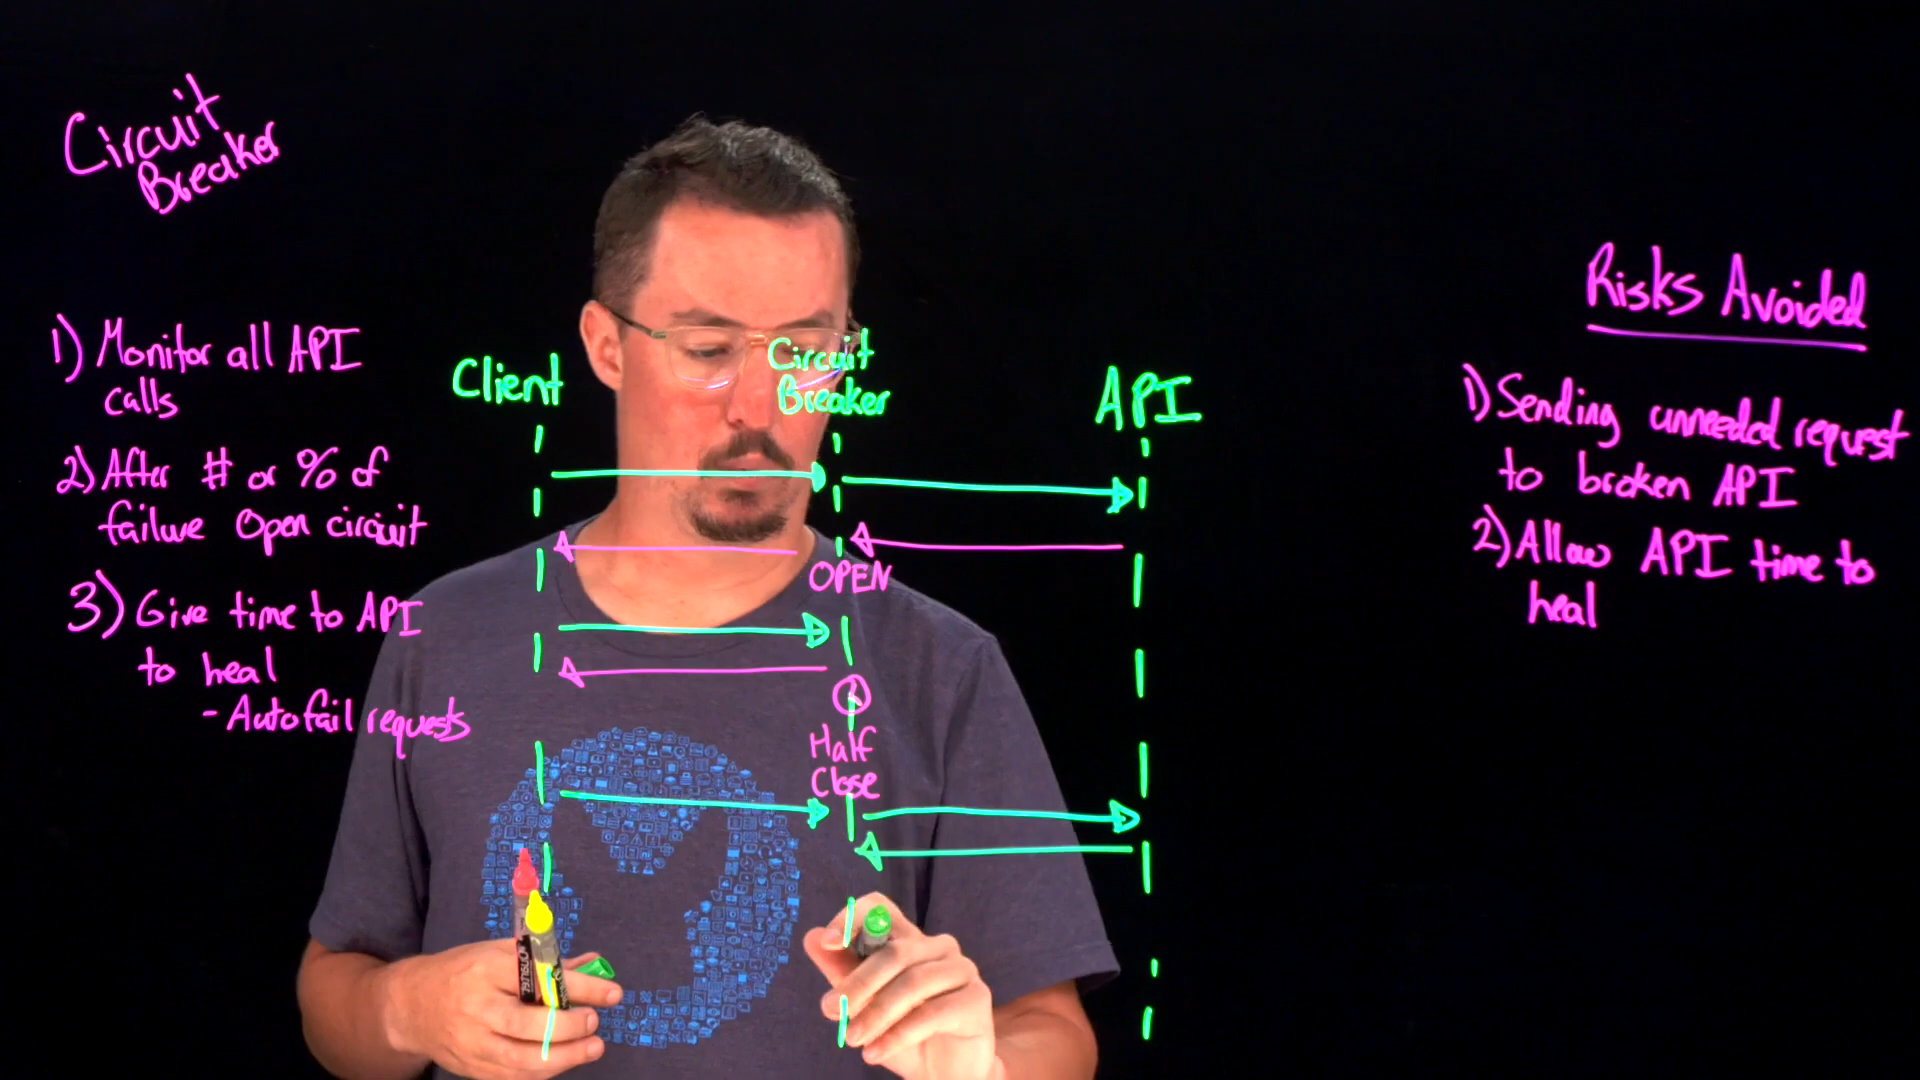 Circuit
Breaker
1) Monitor all API
calls
2) After # or % of
failure Open circuit
3) Give time to API
to heal
- Auto fail requests
Client
Circuit
Breaker
API
OPEN
Half
Close
Risks Avoided
1) Sending unneeded request
to broken API
2) Allow API time to
heal